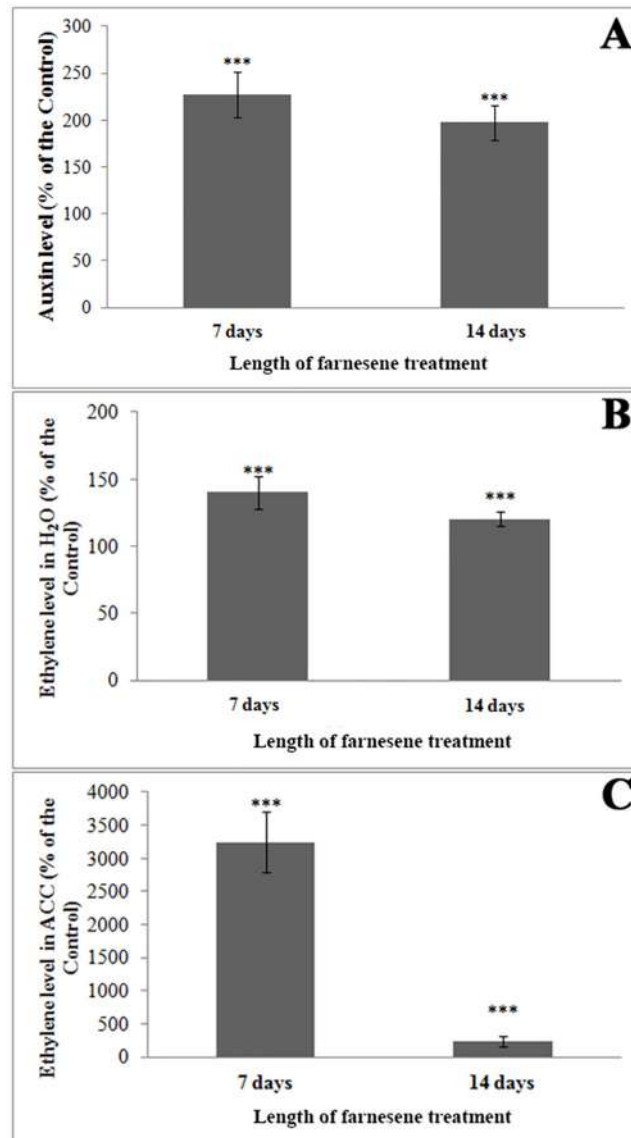 A
Auxin level (% of the Control)
300
250
200
150
100
50
0
***
***
7 days
14 days
Length of farnesene treatment
B
Ethylene level in H₂O (% of the
Control)
200
150
100
50
0
***
***
7 days
14 days
Length of farnesene treatment
C
Ethylene level in ACC (% of the
Control)
4000
3500
3000
2500
2000
1500
1000
500
0
***
***
7 days
14 days
Length of farnesene treatment